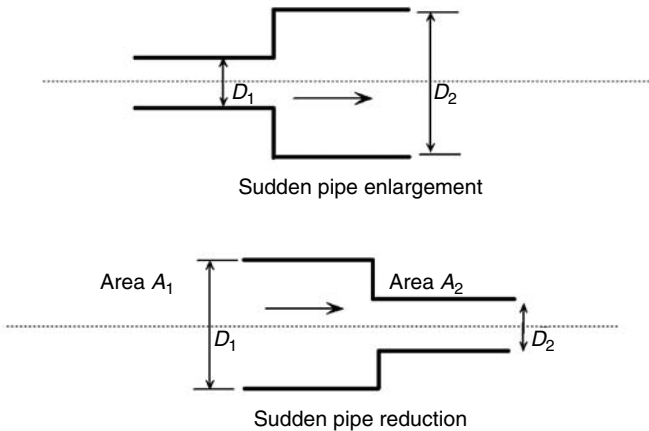 D1
D2
Sudden pipe enlargement
Area A1
Area A2
D1
D2
Sudden pipe reduction